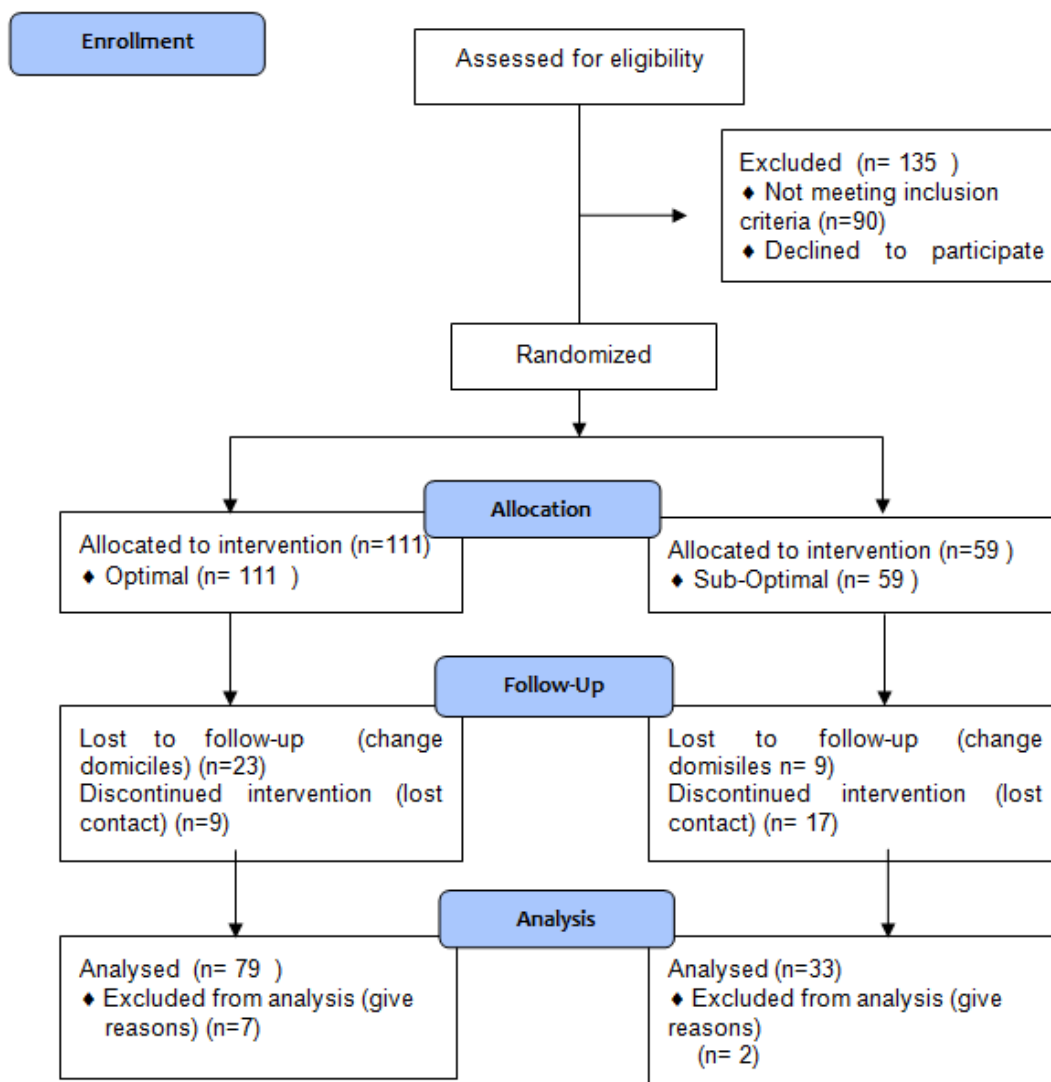 Enrollment
Assessed for eligibility
Excluded (n= 135 )
♦ Not meeting inclusion
criteria (n=90)
♦ Declined to participate
Randomized
Allocation
Allocated to intervention (n=111)
♦ Optimal (n= 111 )
Allocated to intervention (n=59 )
♦ Sub-Optimal (n= 59 )
Follow-Up
Lost to follow-up (change
domiciles) (n=23)
Discontinued intervention (lost
contact) (n=9)
Lost to follow-up (change
domisiles n= 9)
Discontinued intervention (lost
contact) (n= 17)
Analysis
Analysed (n= 79 )
♦ Excluded from analysis (give
reasons) (n=7)
Analysed (n=33)
♦ Excluded from analysis (give
reasons)
(n= 2)